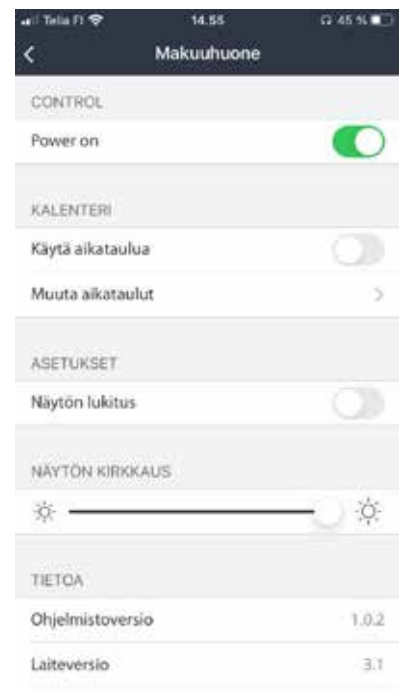 Telia FI 14.55 45 %
Makuuhuone
CONTROL
Power on
KALENTERI
Käytä aikataulua
Muuta aikataulut
ASETUKSET
Näytön lukitus
NÄYTÖN KIRKKAUS
TIETOA
Ohjelmistoversio 1.0.2
Laiteversio 3.1